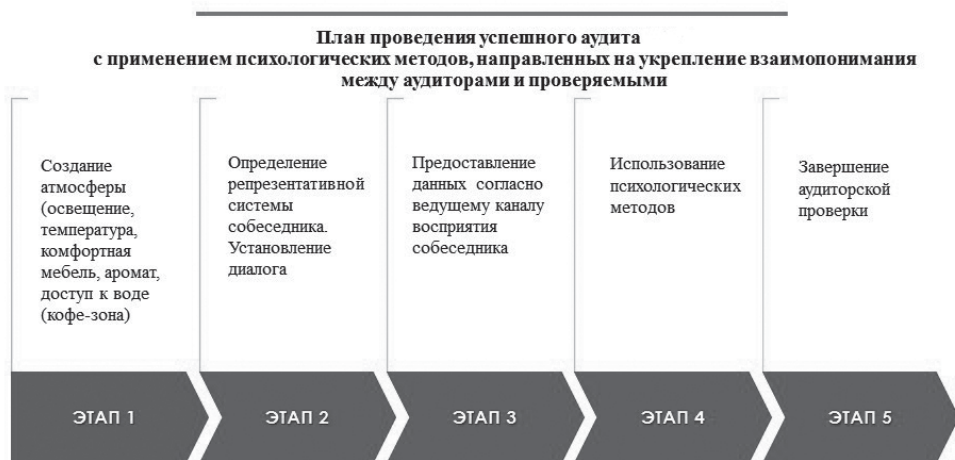 План проведения успешного аудита
с применением психологических методов, направленных на укрепление взаимопонимания
между аудиторами и проверяемыми
Создание
атмосферы
(освещение,
температура,
комфортная
мебель, аромат,
доступ к воде
(кофе-зона)
Определение
репрезентативной
системы
собеседника.
Установление
диалога
Предоставление
данных согласно
ведущему каналу
восприятия
собеседника
Использование
психологических
методов
Завершение
аудиторской
проверки
ЭТАП 1
ЭТАП 2
ЭТАП 3
ЭТАП 4
ЭТАП 5